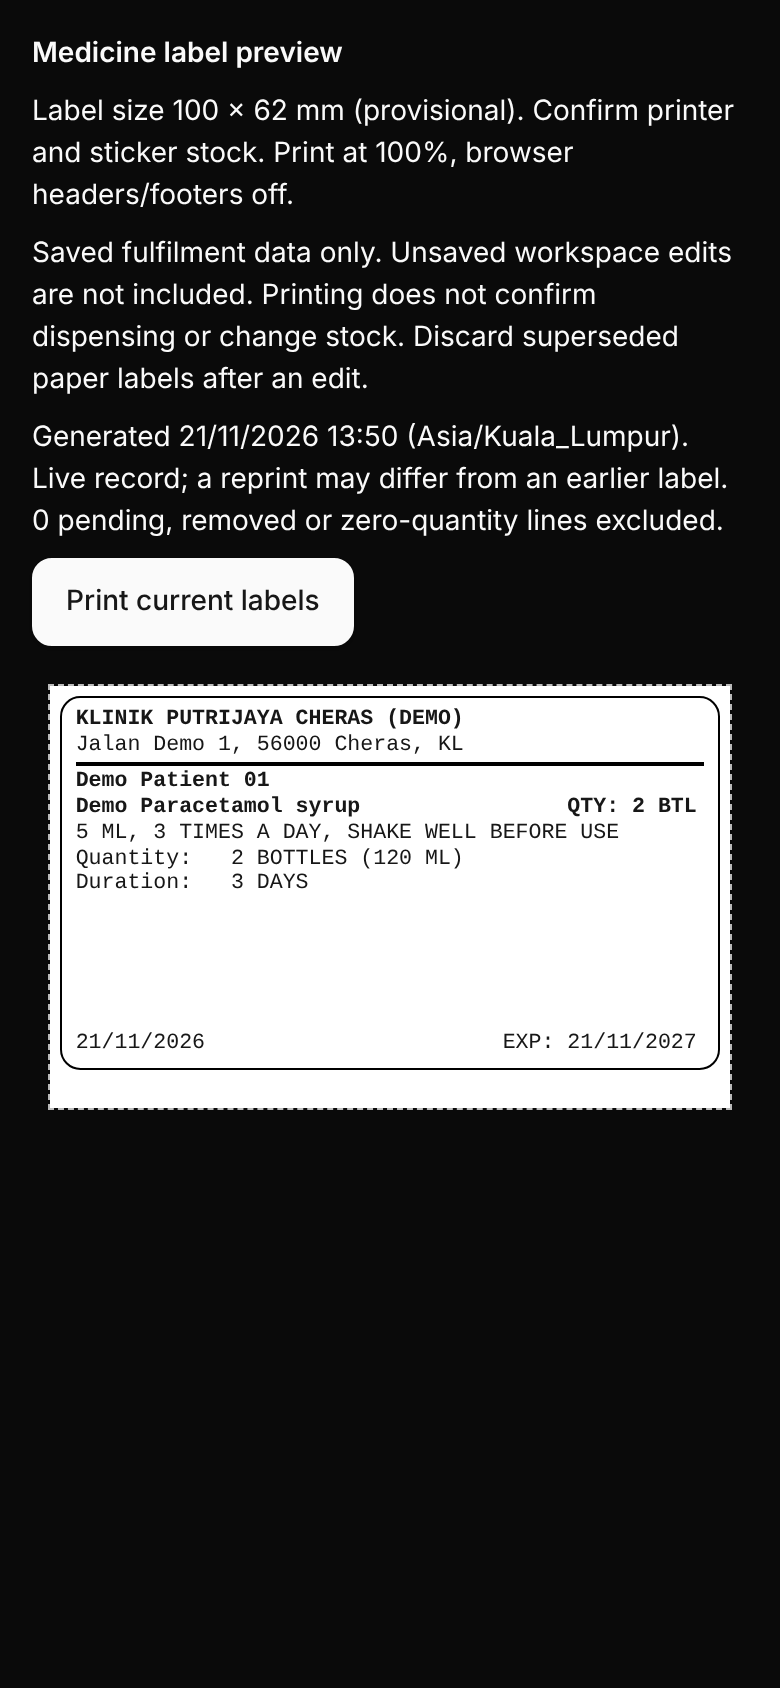 Medicine label preview
Label size 100 × 62 mm (provisional). Confirm printer
and sticker stock. Print at 100%, browser
headers/footers off.
Saved fulfilment data only. Unsaved workspace edits
are not included. Printing does not confirm
dispensing or change stock. Discard superseded
paper labels after an edit.
Generated 21/11/2026 13:50 (Asia/Kuala_Lumpur).
Live record; a reprint may differ from an earlier label.
0 pending, removed or zero-quantity lines excluded.
Print current labels
KLINIK PUTRIJAYA CHERAS (DEMO)
Jalan Demo 1, 56000 Cheras, KL
Demo Patient 01
Demo Paracetamol syrup QTY: 2 BTL
5 ML, 3 TIMES A DAY, SHAKE WELL BEFORE USE
Quantity: 2 BOTTLES (120 ML)
Duration: 3 DAYS
21/11/2026 EXP: 21/11/2027